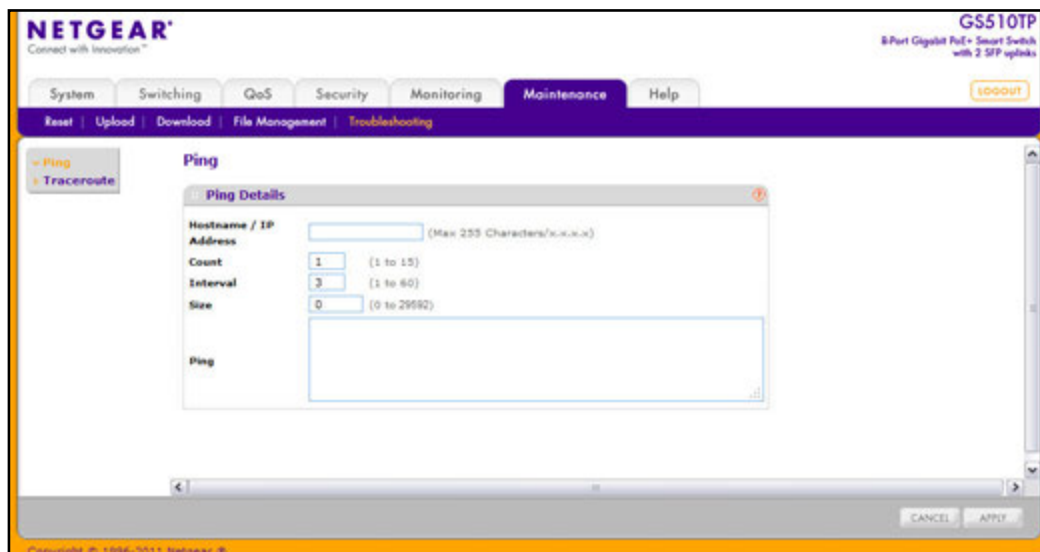 NETGEAR®
Connect with Innovation™
GS510TP
8-Port Gigabit PoE+ Smart Switch
with 2 SFP uplinks
System Switching QoS Security Monitoring Maintenance Help LOGOUT
Reset | Upload | Download | File Management | Troubleshooting
Ping
Traceroute
Ping
Ping Details
Hostname / IP
Address
(Max 255 Characters/x.x.x.x)
Count 1 (1 to 15)
Interval 3 (1 to 60)
Size 0 (0 to 29592)
Ping
CANCEL APPLY
Copyright © 1996-2011 Netgear ®